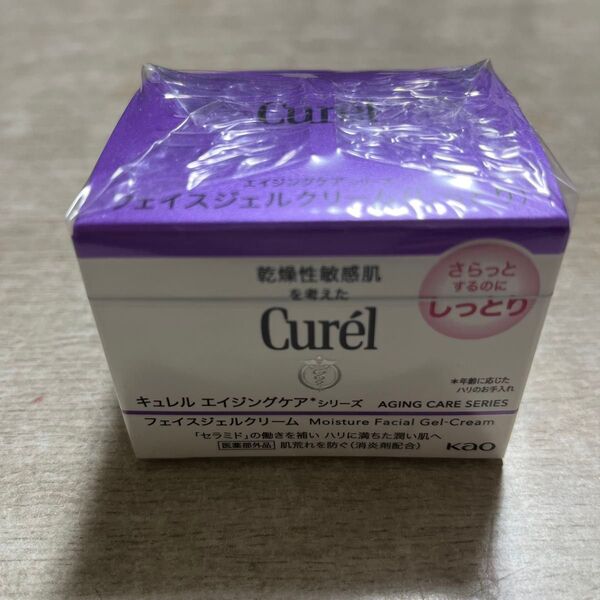 Curél
エイジングケアシリーズ
フェイスジェルクリーム
乾燥性敏感肌
を考えた
Curél
さらっと
するのに
しっとり
*年齢に応じた
ハリのお手入れ
キュレル エイジングケア*シリーズ AGING CARE SERIES
フェイスジェルクリーム Moisture Facial Gel-Cream
「セラミド」の働きを補い ハリに満ちた潤い肌へ
医薬部外品 肌荒れを防ぐ(消炎剤配合)
Kao